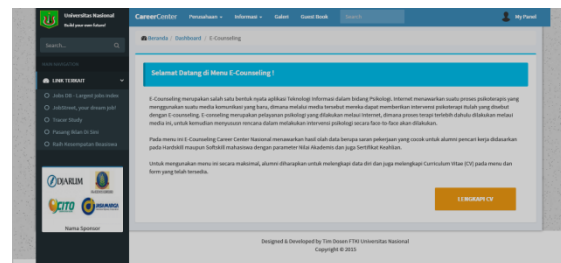 Universitas Nasional
Build your own future!
CareerCenter Perusahaan Informasi Galeri Guest Book Search My Panel
Beranda / Dashboard / E-Counseling
Search...
MAIN NAVIGATION
LINK TERKAIT
Jobs DB - Largest jobs index
JobStreet, your dream job!
Tracer Study
Pasang Iklan Di Sini
Raih Kesempatan Beasiswa
DJARUM
CITO
Nama Sponsor
Selamat Datang di Menu E-Counseling !
E-Counseling merupakan salah satu bentuk nyata aplikasi Teknologi Informasi dalam bidang Psikologi. Internet menawarkan suatu proses psikoterapis yang
menggunakan suatu media komunikasi yang baru, dimana melalui media tersebut mereka dapat memberikan intervensi psikoterapi itulah yang disebut
dengan E-counseling. E-conseling merupakan pelayanan psikologi yang dilakukan melaui internet, dimana proses terapi terlebih dahulu dilakukan melaui
media ini, untuk kemudian menyusun rencana dalam melakukan intervensi psikologi secara face-to-face akan dilakukan.
Pada menu ini E-Counseling Career Center Nasional menawarkan hasil olah data berupa saran pekerjaan yang cocok untuk alumni pencari kerja didasarkan
pada Hardskill maupun Softskill mahasiswa dengan parameter Nilai Akademis dan juga Sertifikat Keahlian.
Untuk mengunakan menu ini secara maksimal, alumni diharapkan untuk melengkapi data diri dan juga melengkapi Curriculum Vitae (CV) pada menu dan
form yang telah tersedia.
LENGKAPI CV
Designed & Developed by Tim Dosen FTKI Universitas Nasional
Copyright © 2015